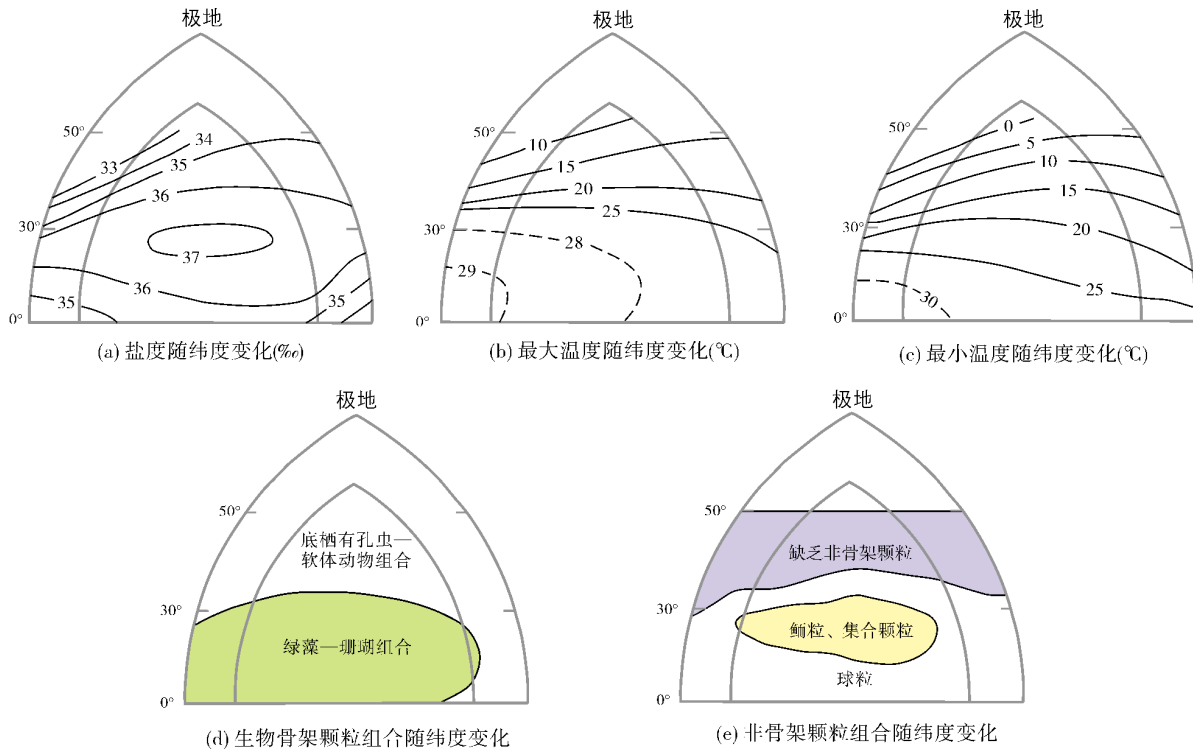 极地
50°
30°
0°
33
34
35
36
37
36
35
35
(a) 盐度随纬度变化(‰)
极地
50°
30°
0°
10
15
20
25
28
29
(b) 最大温度随纬度变化(℃)
极地
50°
30°
0°
0
5
10
15
20
25
30
(c) 最小温度随纬度变化(℃)
极地
50°
30°
0°
底栖有孔虫—
软体动物组合
绿藻—珊瑚组合
(d) 生物骨架颗粒组合随纬度变化
极地
50°
30°
0°
缺乏非骨架颗粒
鲕粒、集合颗粒
球粒
(e) 非骨架颗粒组合随纬度变化